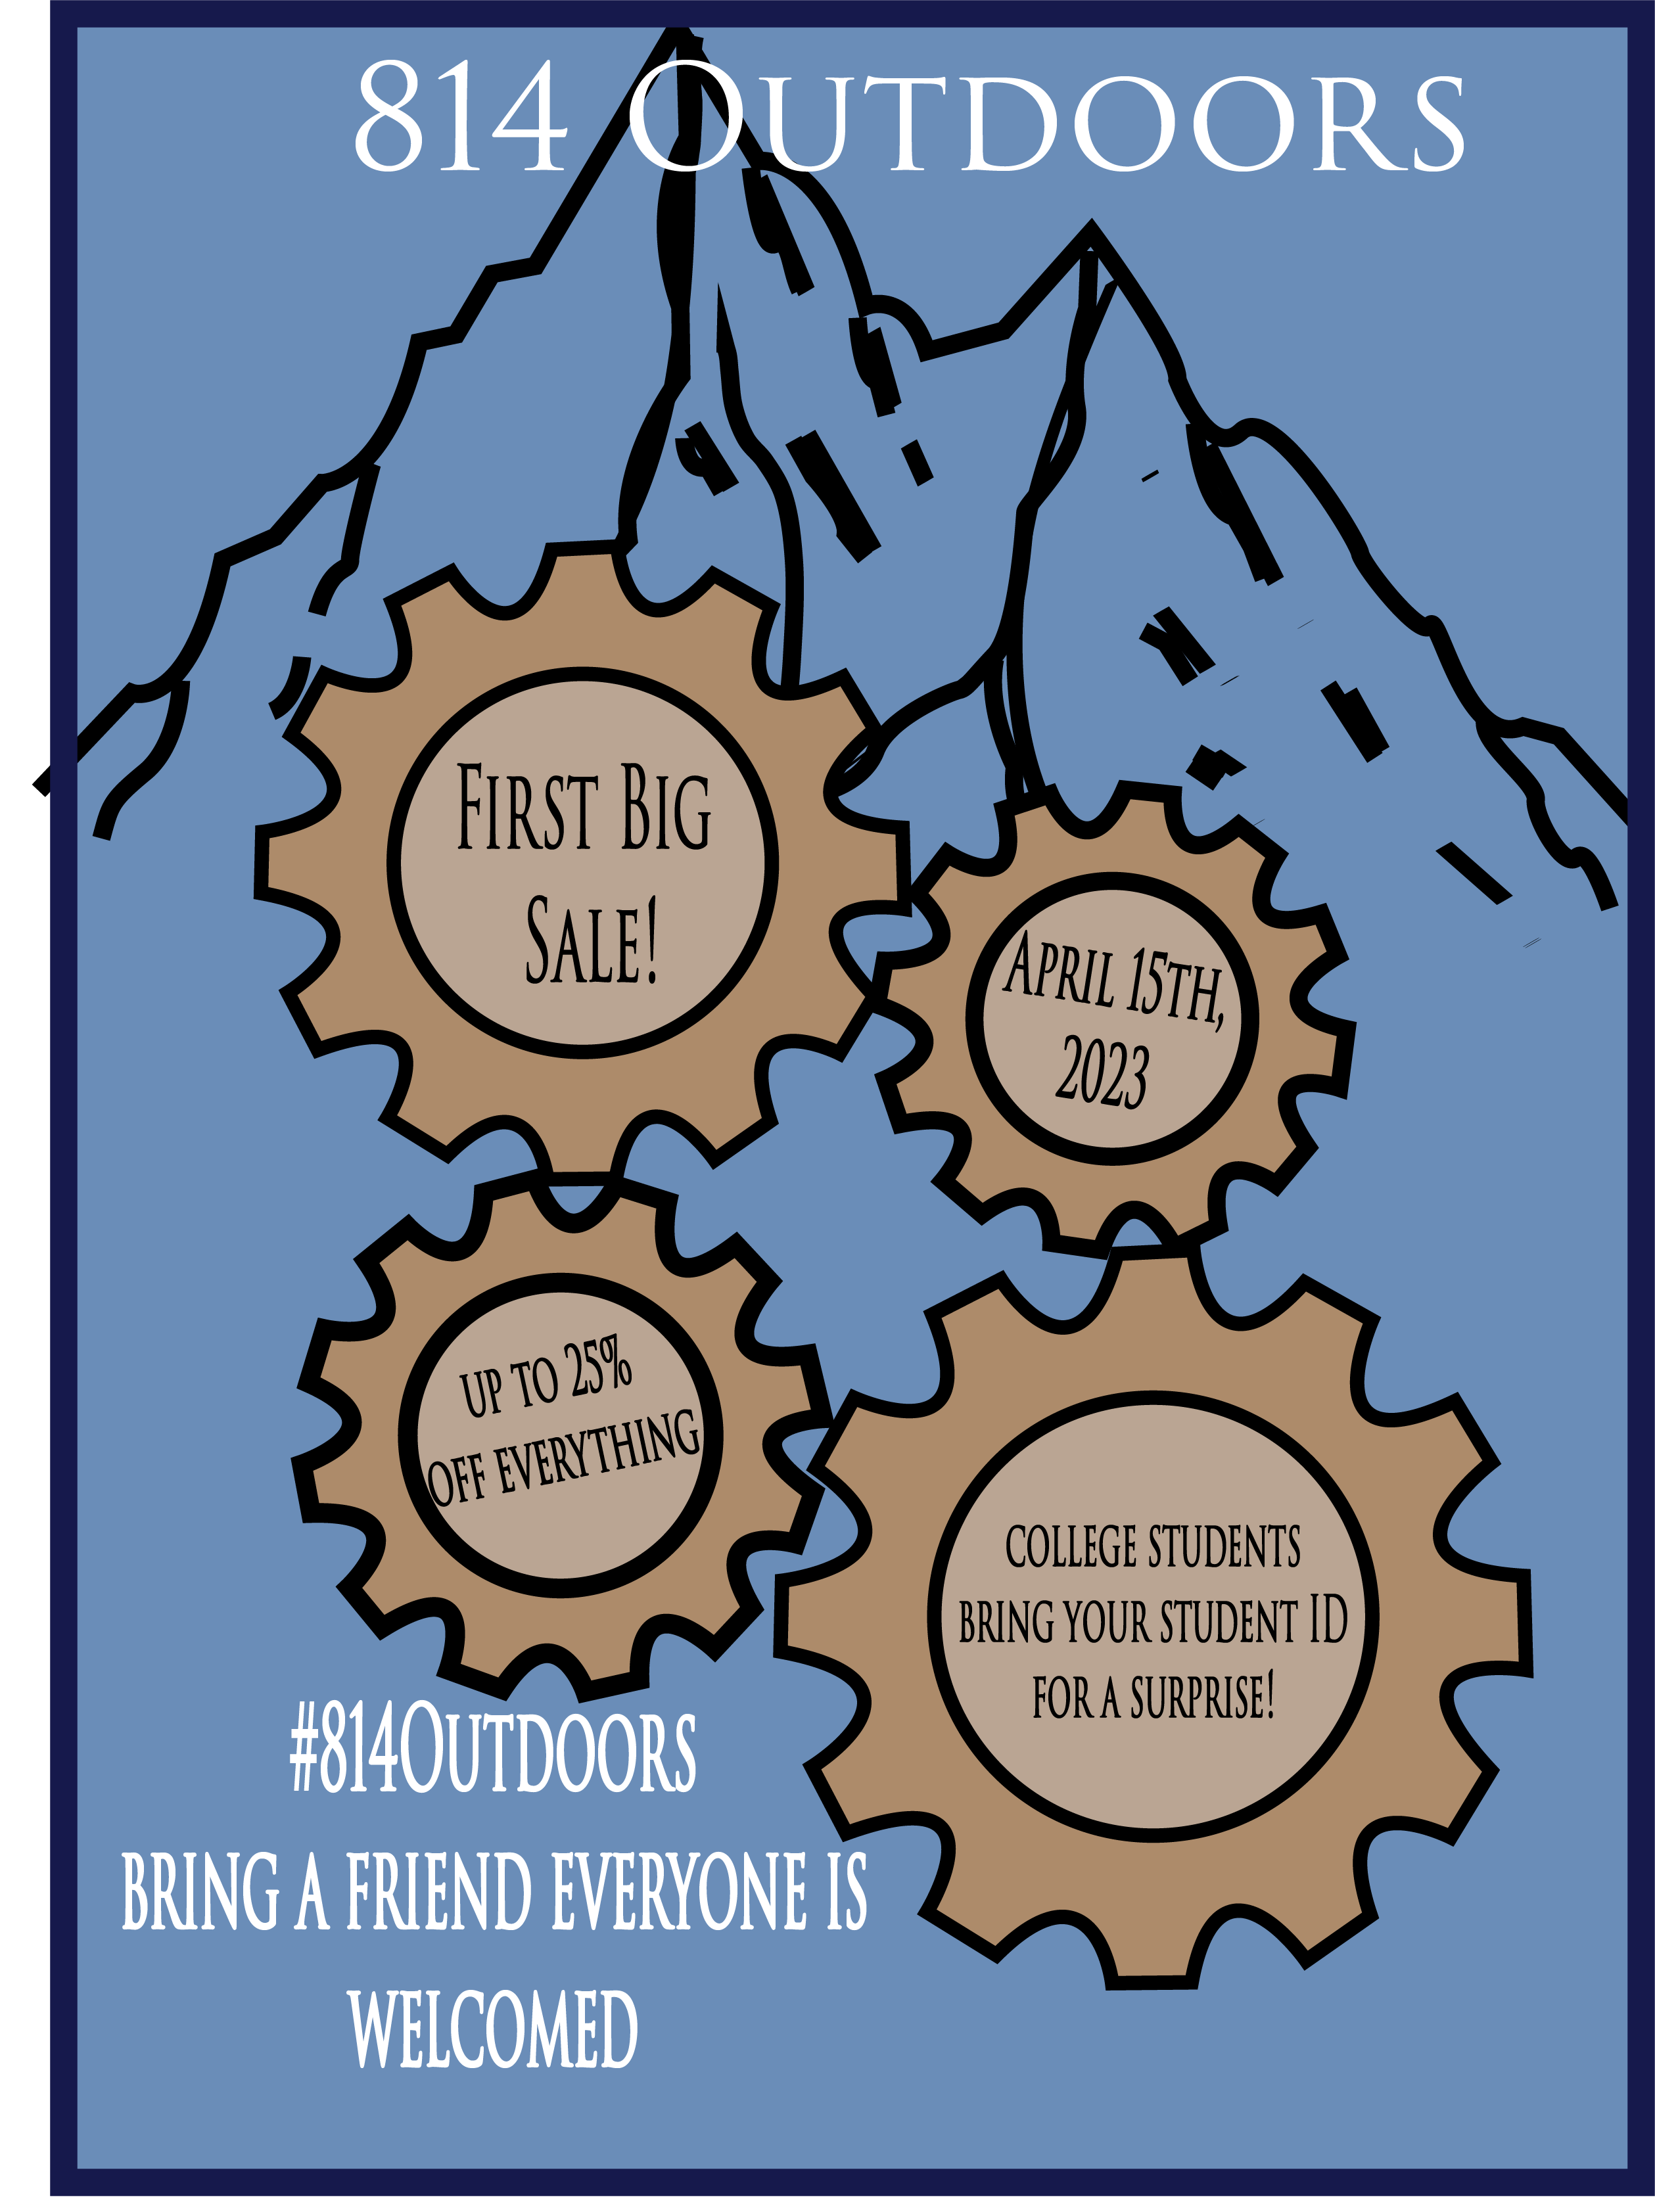 814 Outdoors
First Big
Sale!
April 15th,
2023
up to 25%
off everything
college students
bring your student ID
for a surprise!
#814Outdoors
bring a friend everyone is
welcomed